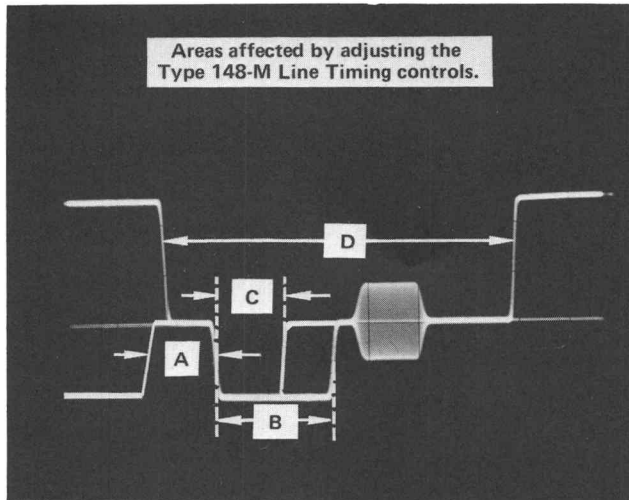 Areas affected by adjusting the
Type 148-M Line Timing controls.
D
C
A
B